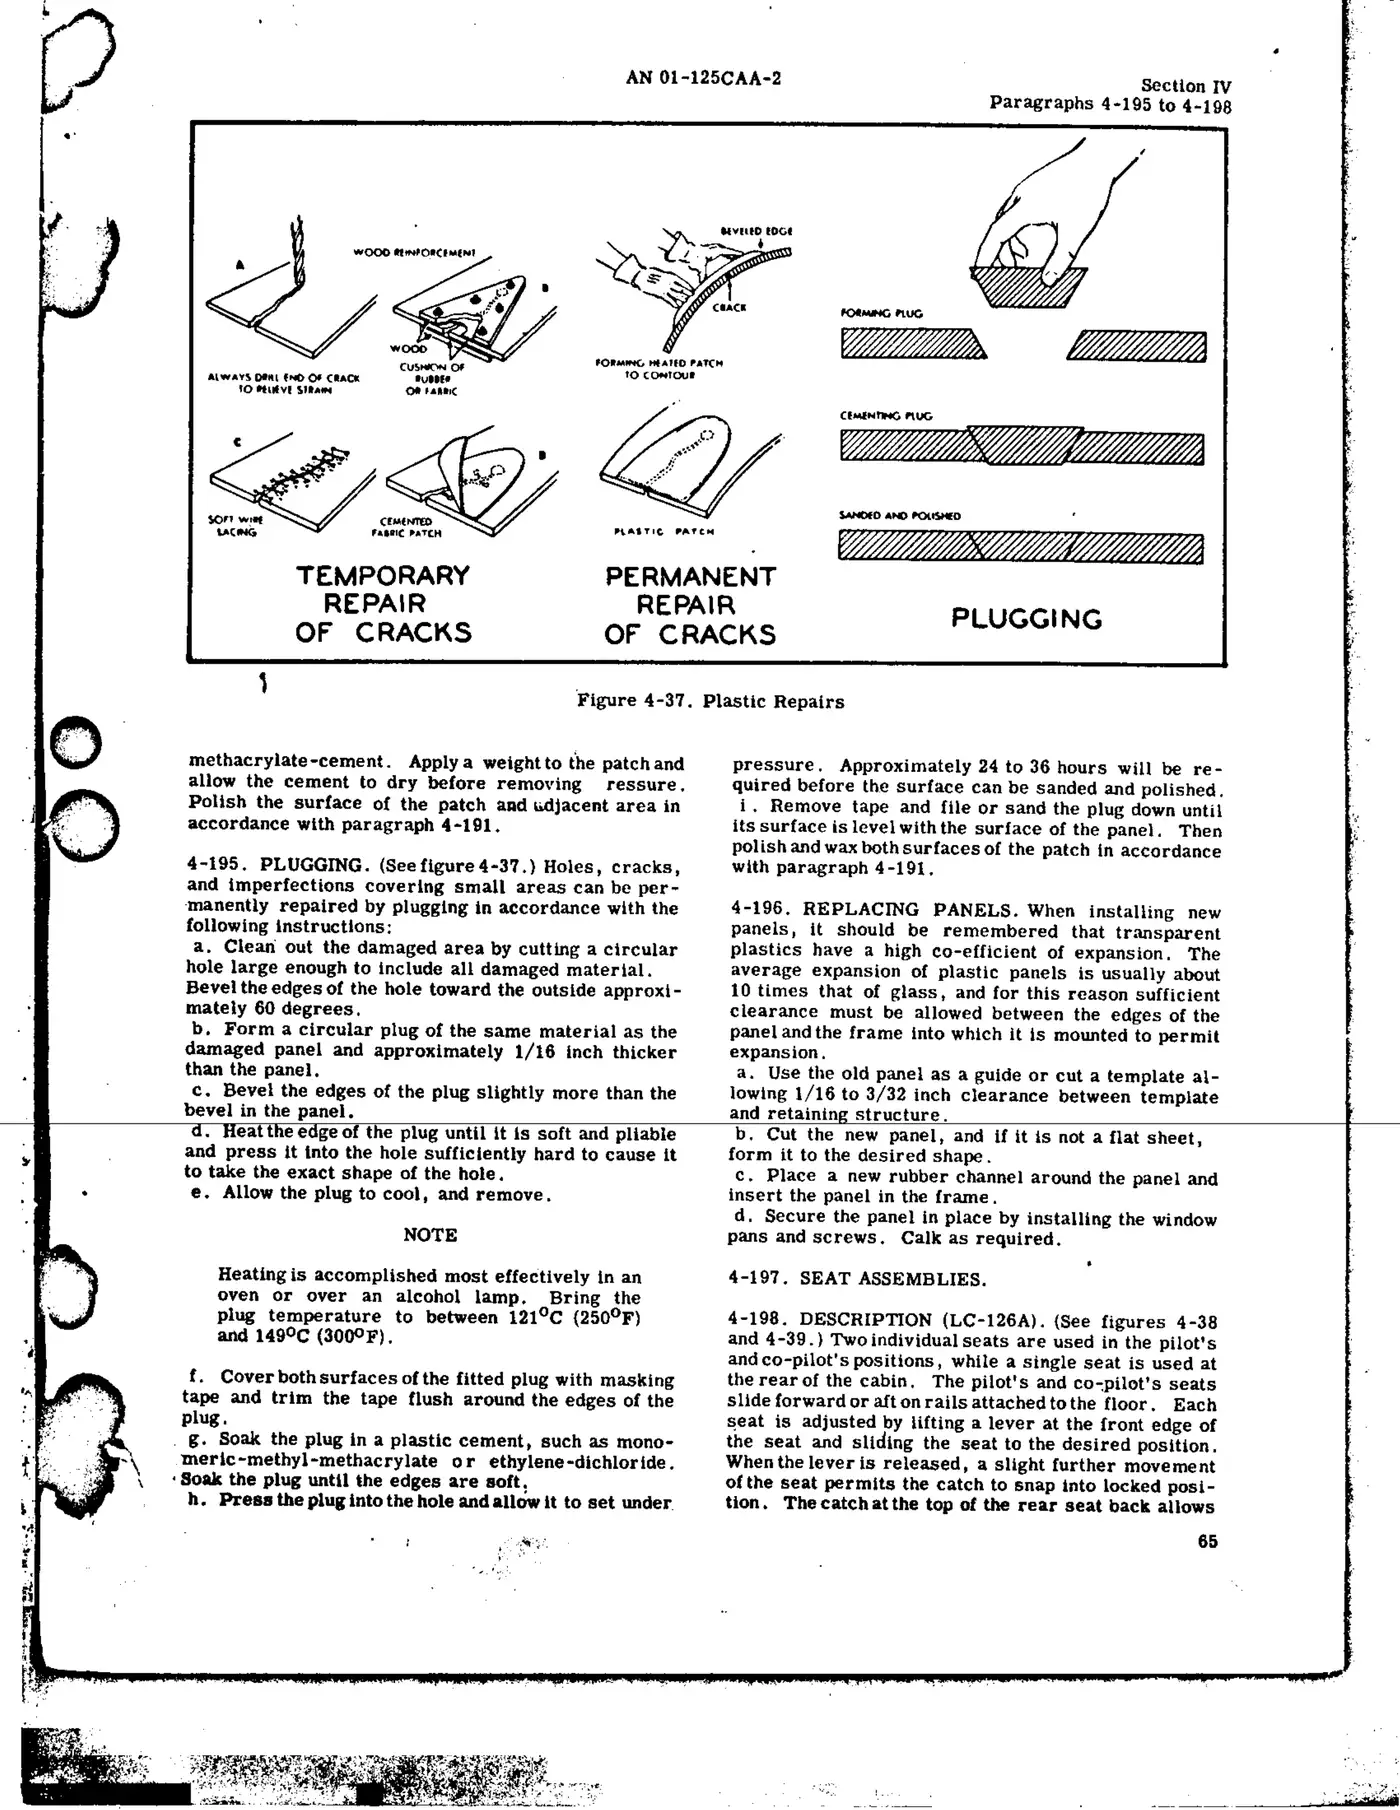 AN 01-125CAA-2
Section IV
Paragraphs 4-195 to 4-198
A
WOOD REINFORCEMENT
B
WOOD
CUSHION OF
RUBBER
OR FABRIC
ALWAYS DRILL END OF CRACK
TO RELIEVE STRAIN
C
SOFT WIRE
LACING
D
CEMENTED
FABRIC PATCH
TEMPORARY
REPAIR
OF CRACKS
BEVELED EDGE
CRACK
FORMING HEATED PATCH
TO CONTOUR
PLASTIC PATCH
PERMANENT
REPAIR
OF CRACKS
FORMING PLUG
CEMENTING PLUG
SANDED AND POLISHED
PLUGGING
Figure 4-37. Plastic Repairs
methacrylate-cement. Apply a weight to the patch and
allow the cement to dry before removing ressure.
Polish the surface of the patch and adjacent area in
accordance with paragraph 4-191.
4-195. PLUGGING. (See figure 4-37.) Holes, cracks,
and imperfections covering small areas can be per-
manently repaired by plugging in accordance with the
following instructions:
a. Clean out the damaged area by cutting a circular
hole large enough to include all damaged material.
Bevel the edges of the hole toward the outside approxi-
mately 60 degrees.
b. Form a circular plug of the same material as the
damaged panel and approximately 1/16 inch thicker
than the panel.
c. Bevel the edges of the plug slightly more than the
bevel in the panel.
d. Heat the edge of the plug until it is soft and pliable
and press it into the hole sufficiently hard to cause it
to take the exact shape of the hole.
e. Allow the plug to cool, and remove.
NOTE
Heating is accomplished most effectively in an
oven or over an alcohol lamp. Bring the
plug temperature to between 121°C (250°F)
and 149°C (300°F).
f. Cover both surfaces of the fitted plug with masking
tape and trim the tape flush around the edges of the
plug.
g. Soak the plug in a plastic cement, such as mono-
meric-methyl-methacrylate or ethylene-dichloride.
Soak the plug until the edges are soft.
h. Press the plug into the hole and allow it to set under
pressure. Approximately 24 to 36 hours will be re-
quired before the surface can be sanded and polished.
i. Remove tape and file or sand the plug down until
its surface is level with the surface of the panel. Then
polish and wax both surfaces of the patch in accordance
with paragraph 4-191.
4-196. REPLACING PANELS. When installing new
panels, it should be remembered that transparent
plastics have a high co-efficient of expansion. The
average expansion of plastic panels is usually about
10 times that of glass, and for this reason sufficient
clearance must be allowed between the edges of the
panel and the frame into which it is mounted to permit
expansion.
a. Use the old panel as a guide or cut a template al-
lowing 1/16 to 3/32 inch clearance between template
and retaining structure.
b. Cut the new panel, and if it is not a flat sheet,
form it to the desired shape.
c. Place a new rubber channel around the panel and
insert the panel in the frame.
d. Secure the panel in place by installing the window
pans and screws. Calk as required.
4-197. SEAT ASSEMBLIES.
4-198. DESCRIPTION (LC-126A). (See figures 4-38
and 4-39.) Two individual seats are used in the pilot's
and co-pilot's positions, while a single seat is used at
the rear of the cabin. The pilot's and co-pilot's seats
slide forward or aft on rails attached to the floor. Each
seat is adjusted by lifting a lever at the front edge of
the seat and sliding the seat to the desired position.
When the lever is released, a slight further movement
of the seat permits the catch to snap into locked posi-
tion. The catch at the top of the rear seat back allows
65